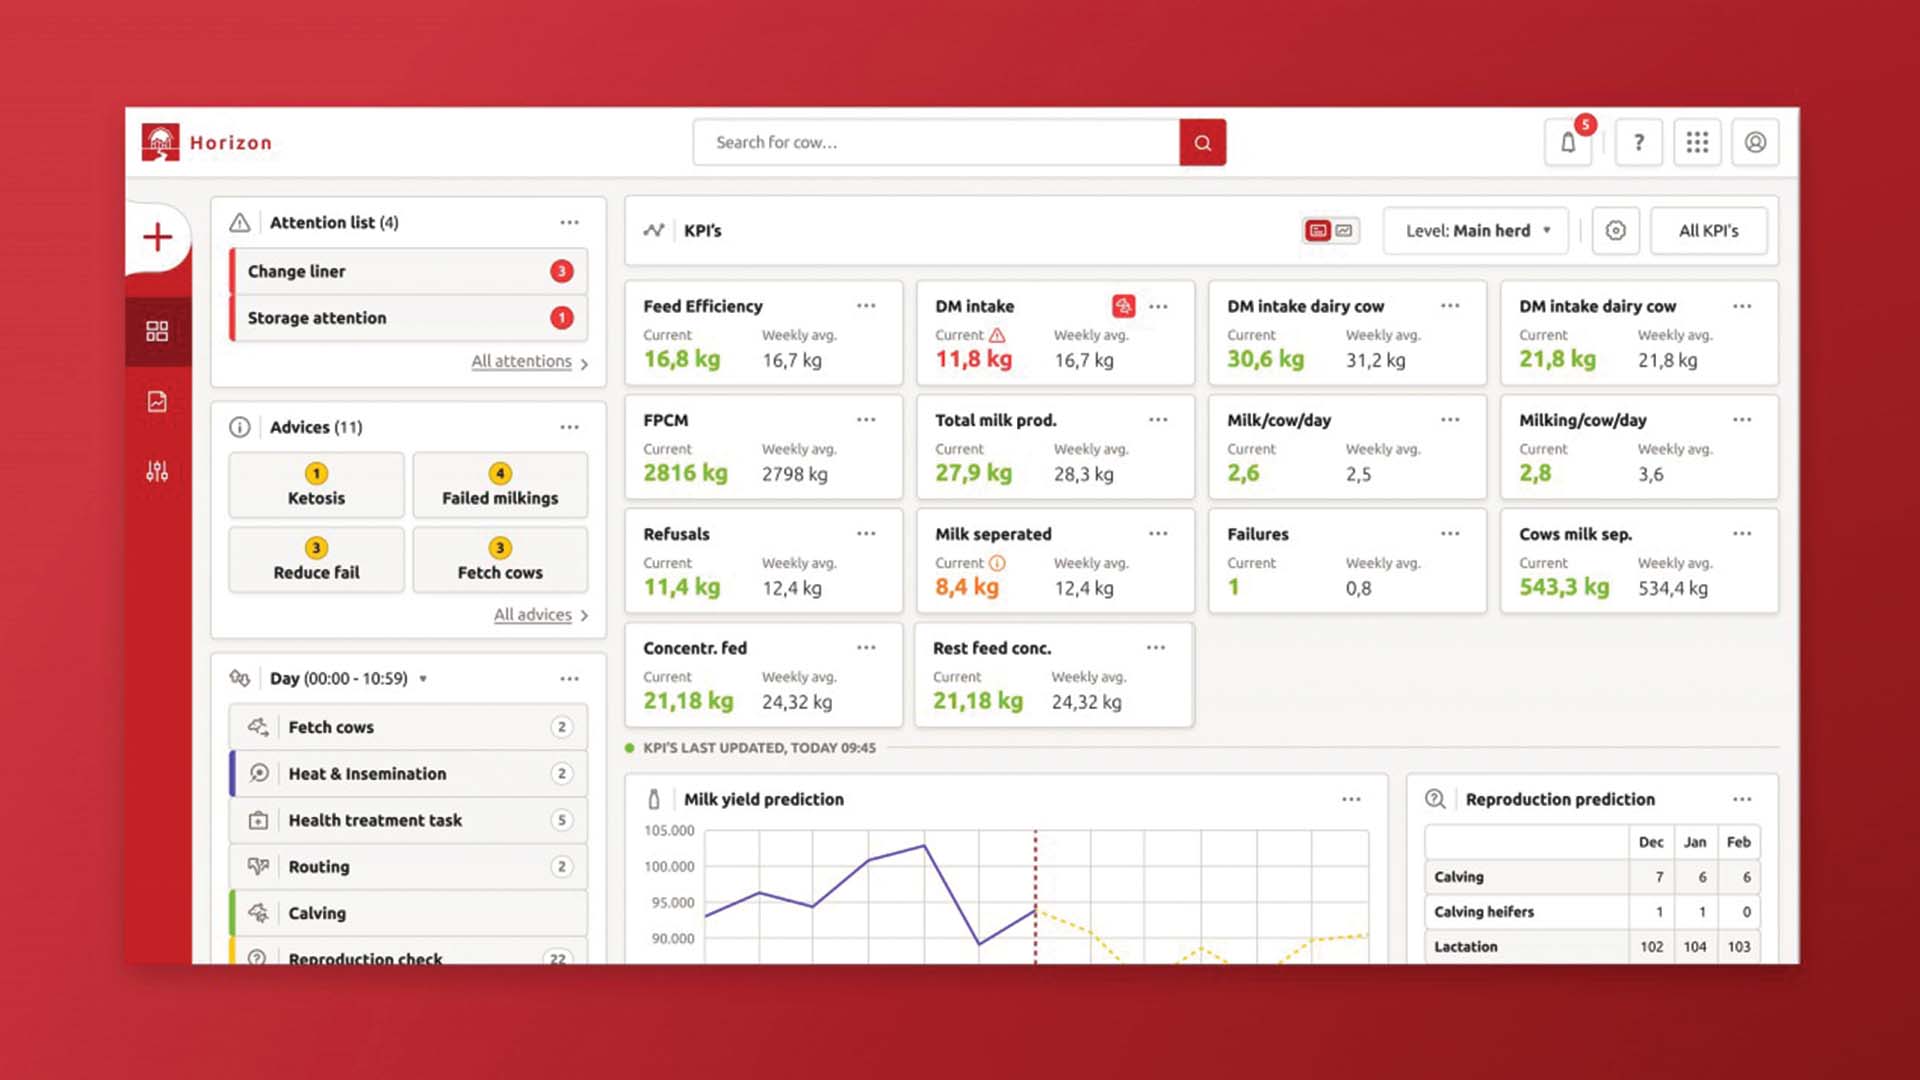 Horizon
Search for cow...
5
?
Attention list (4)
Change liner 3
Storage attention 1
All attentions
Advices (11)
1
Ketosis
4
Failed milkings
3
Reduce fail
3
Fetch cows
All advices
Day (00:00 - 10:59)
Fetch cows 2
Heat & Insemination 2
Health treatment task 5
Routing 2
Calving
Reproduction check 22
KPI's
Level: Main herd
All KPI's
Feed Efficiency
Current Weekly avg.
16,8 kg 16,7 kg
DM intake
Current Weekly avg.
11,8 kg 16,7 kg
DM intake dairy cow
Current Weekly avg.
30,6 kg 31,2 kg
DM intake dairy cow
Current Weekly avg.
21,8 kg 21,8 kg
FPCM
Current Weekly avg.
2816 kg 2798 kg
Total milk prod.
Current Weekly avg.
27,9 kg 28,3 kg
Milk/cow/day
Current Weekly avg.
2,6 2,5
Milking/cow/day
Current Weekly avg.
2,8 3,6
Refusals
Current Weekly avg.
11,4 kg 12,4 kg
Milk seperated
Current Weekly avg.
8,4 kg 12,4 kg
Failures
Current Weekly avg.
1 0,8
Cows milk sep.
Current Weekly avg.
543,3 kg 534,4 kg
Concentr. fed
Current Weekly avg.
21,18 kg 24,32 kg
Rest feed conc.
Current Weekly avg.
21,18 kg 24,32 kg
KPI'S LAST UPDATED, TODAY 09:45
Milk yield prediction
105.000
100.000
95.000
90.000
Reproduction prediction
Dec Jan Feb
Calving 7 6 6
Calving heifers 1 1 0
Lactation 102 104 103